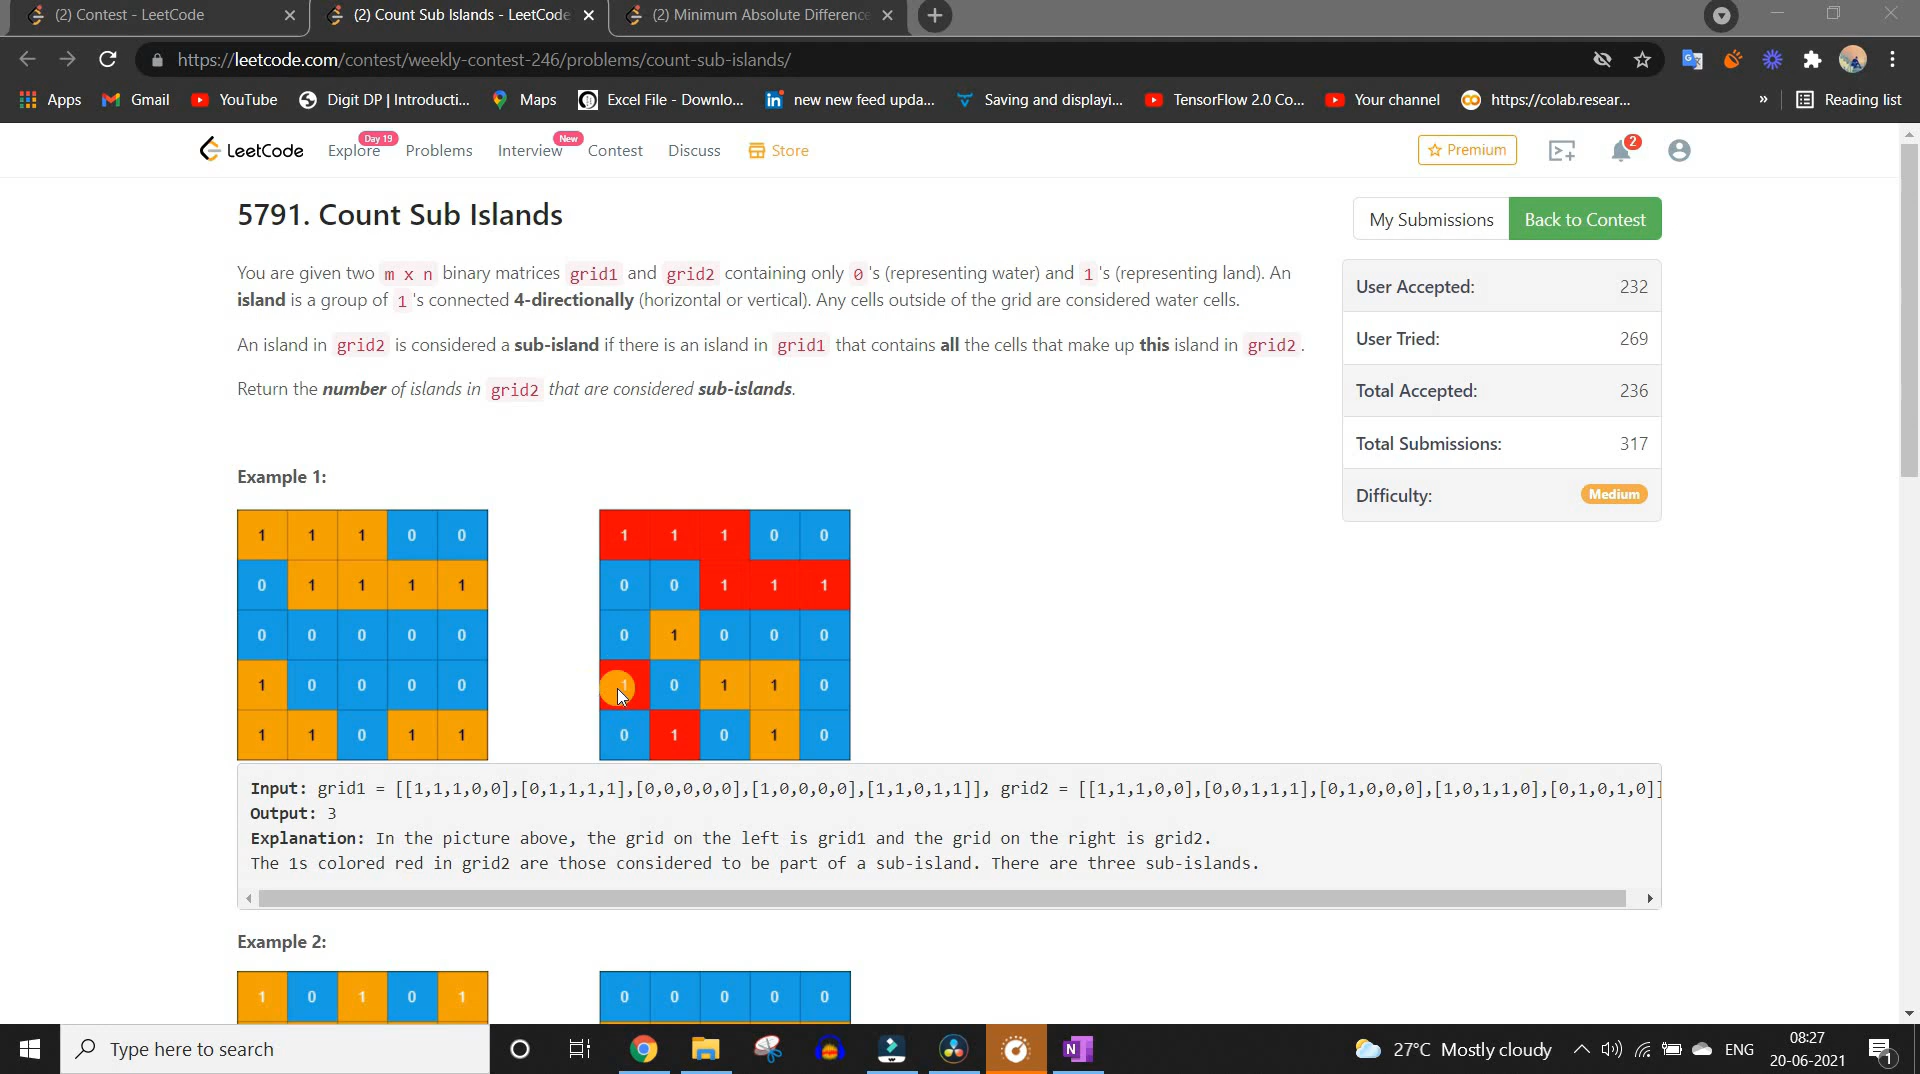 (2) Contest - LeetCode
(2) Count Sub Islands - LeetCode
(2) Minimum Absolute Difference
https://leetcode.com/contest/weekly-contest-246/problems/count-sub-islands/
Apps Gmail YouTube Digit DP | Introducti... Maps Excel File - Downlo... new new feed upda... Saving and displayi... TensorFlow 2.0 Co... Your channel https://colab.resear... » Reading list
Day 19 New 2
LeetCode Explore Problems Interview Contest Discuss Store Premium
5791. Count Sub Islands
My Submissions Back to Contest
You are given two m x n binary matrices grid1 and grid2 containing only 0 's (representing water) and 1 's (representing land). An
island is a group of 1 's connected 4-directionally (horizontal or vertical). Any cells outside of the grid are considered water cells.
An island in grid2 is considered a sub-island if there is an island in grid1 that contains all the cells that make up this island in grid2 .
Return the number of islands in grid2 that are considered sub-islands.
User Accepted: 232
User Tried: 269
Total Accepted: 236
Total Submissions: 317
Difficulty: Medium
Example 1:
1 1 1 0 0 1 1 1 0 0
0 1 1 1 1 0 0 1 1 1
0 0 0 0 0 0 1 0 0 0
1 0 0 0 0 1 0 1 1 0
1 1 0 1 1 0 1 0 1 0
Input: grid1 = [[1,1,1,0,0],[0,1,1,1,1],[0,0,0,0,0],[1,0,0,0,0],[1,1,0,1,1]], grid2 = [[1,1,1,0,0],[0,0,1,1,1],[0,1,0,0,0],[1,0,1,1,0],[0,1,0,1,0]]
Output: 3
Explanation: In the picture above, the grid on the left is grid1 and the grid on the right is grid2.
The 1s colored red in grid2 are those considered to be part of a sub-island. There are three sub-islands.
Example 2:
1 0 1 0 1 0 0 0 0 0
Type here to search
27°C Mostly cloudy ENG
08:27
20-06-2021
1